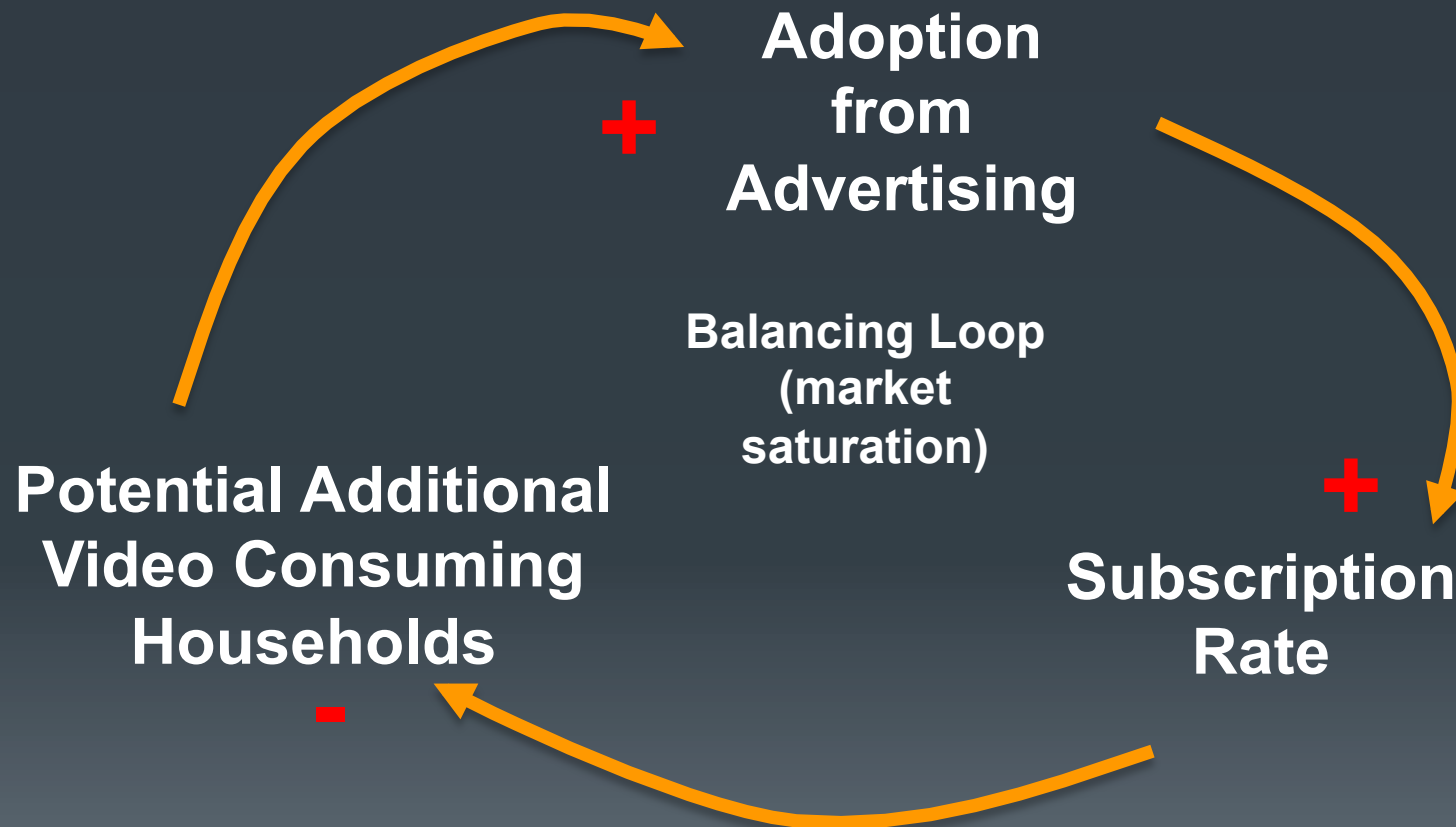 Adoption
from
Advertising
+
Balancing Loop
(market
saturation)
+
Potential Additional
Video Consuming
Households
-
Subscription
Rate